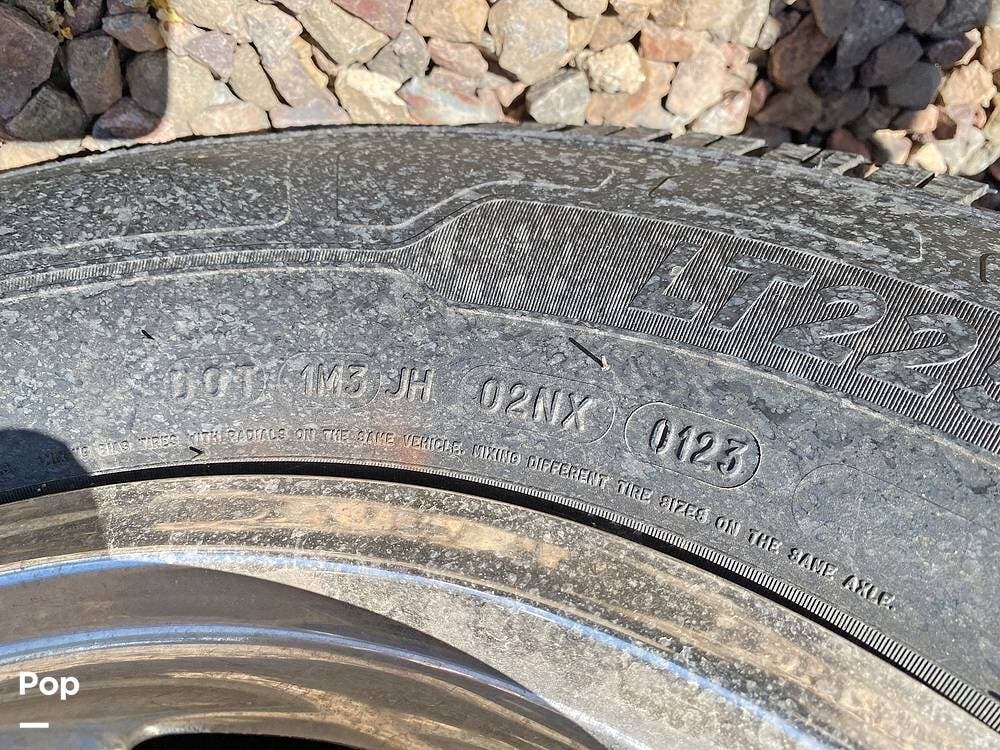 LT22
DOT 1M3 JH 02NX 0123
BIAS TIRES WITH RADIALS ON THE SAME VEHICLE. MIXING DIFFERENT TIRE SIZES ON THE SAME AXLE.
Pop